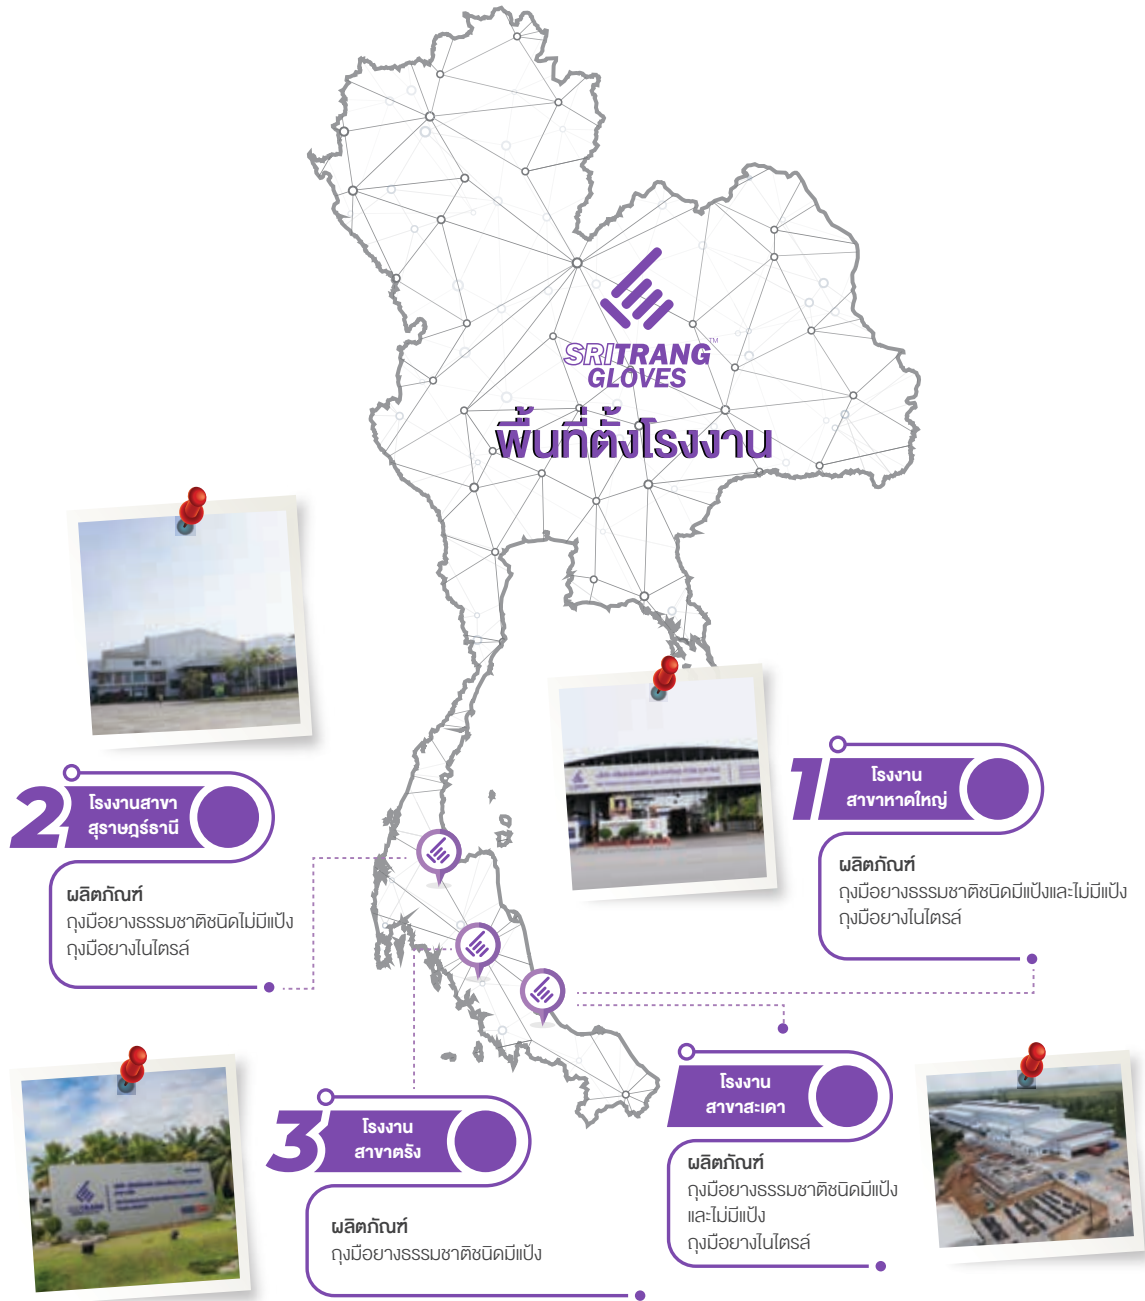 SRITRANG™
GLOVES
พื้นที่ตั้งโรงงาน
1
โรงงาน
สาขาหาดใหญ่
ผลิตภัณฑ์
ถุงมือยางธรรมชาติชนิดมีแป้งและไม่มีแป้ง
ถุงมือยางไนไตรล์
2
โรงงานสาขา
สุราษฎร์ธานี
ผลิตภัณฑ์
ถุงมือยางธรรมชาติชนิดไม่มีแป้ง
ถุงมือยางไนไตรล์
3
โรงงาน
สาขาตรัง
ผลิตภัณฑ์
ถุงมือยางธรรมชาติชนิดมีแป้ง
โรงงาน
สาขาสะเดา
ผลิตภัณฑ์
ถุงมือยางธรรมชาติชนิดมีแป้ง
และไม่มีแป้ง
ถุงมือยางไนไตรล์